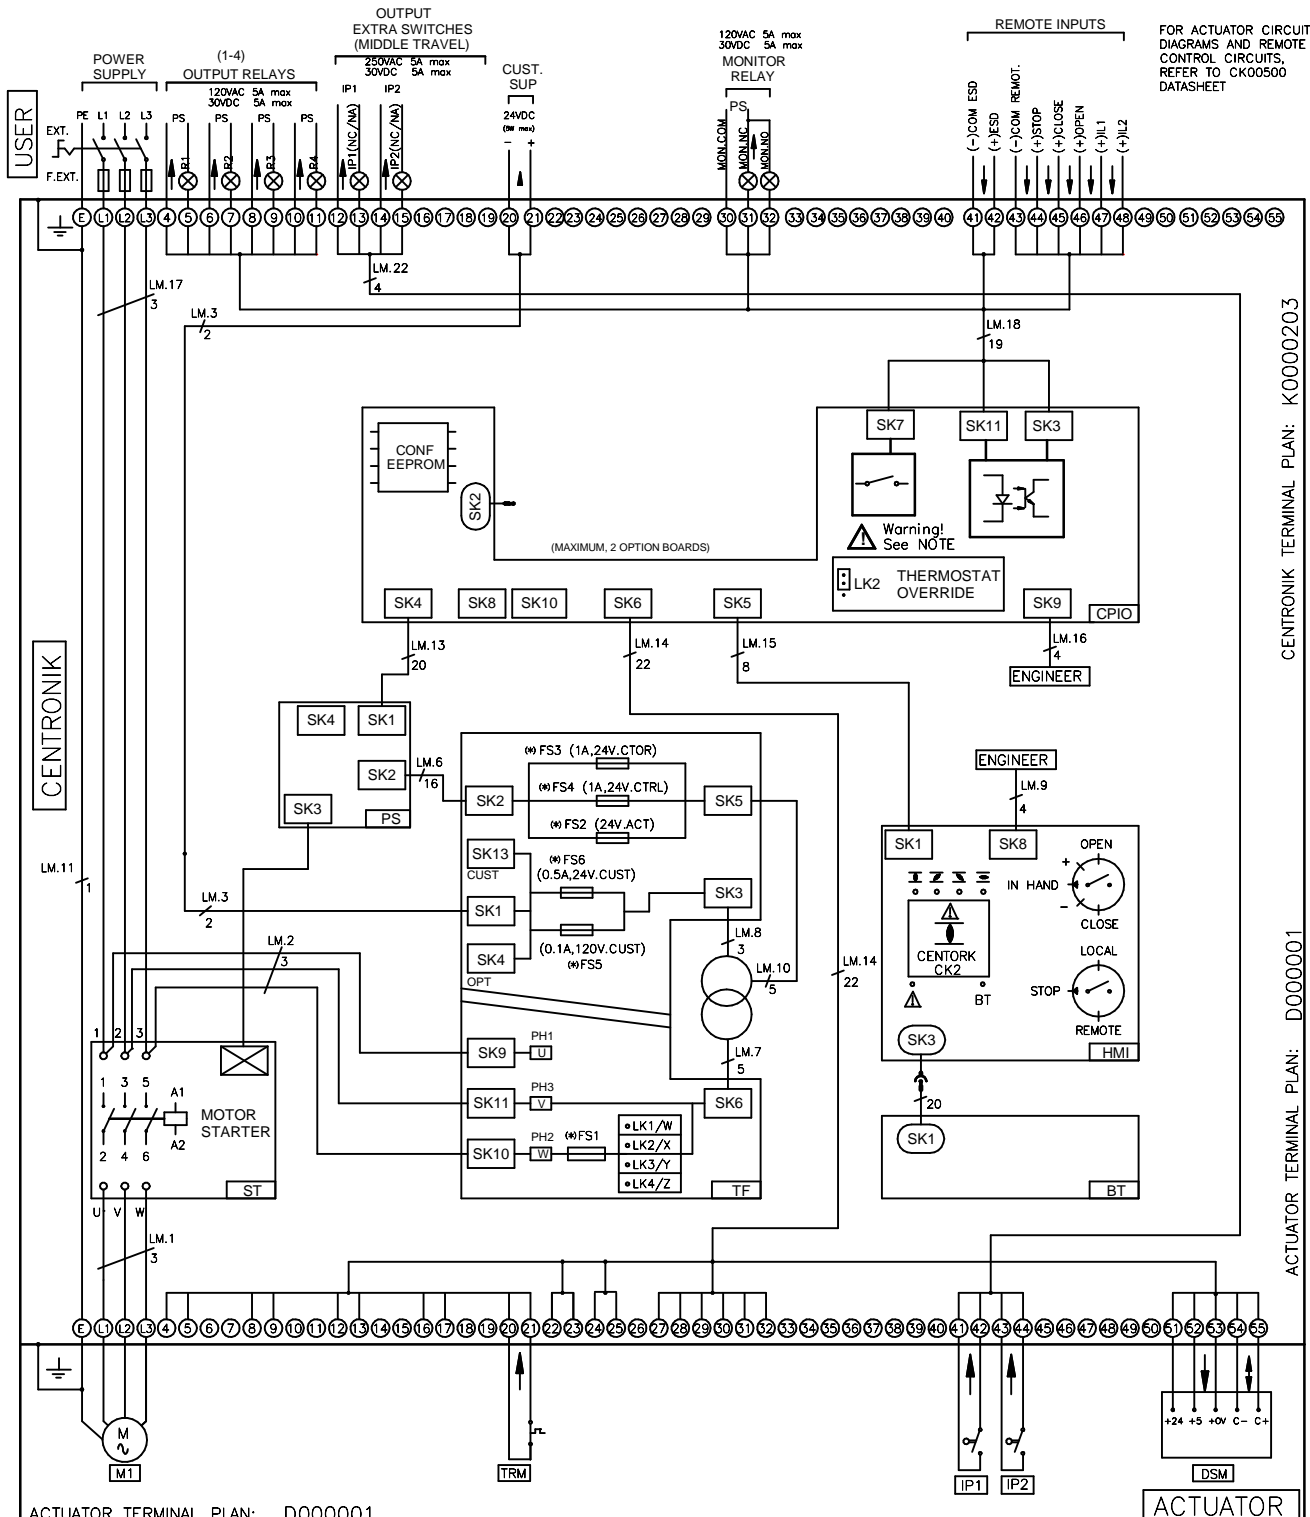 OUTPUT
EXTRA SWITCHES
(MIDDLE TRAVEL)
250VAC 5A max
30VDC 5A max
POWER
SUPPLY
(1-4)
OUTPUT RELAYS
120VAC 5A max
30VDC 5A max
CUST.
SUP
24VDC
(5W max)
- +
120VAC 5A max
30VDC 5A max
MONITOR
RELAY
REMOTE INPUTS
FOR ACTUATOR CIRCUIT
DIAGRAMS AND REMOTE
CONTROL CIRCUITS,
REFER TO CK00500
DATASHEET
USER
EXT.
F.EXT.
PE L1 L2 L3
PS PS PS PS
R1 R2 R3 R4
IP1 IP2
IP1(NC/NA)
IP2(NC/NA)
PS
MON.COM
MON.NC
MON.NO
(-)COM ESD
(+)ESD
(-)COM REMOT.
(+)STOP
(+)CLOSE
(+)OPEN
(+)IL1
(+)IL2
E L1 L2 L3 4 5 6 7 8 9 10 11 12 13 14 15 16 17 18 19 20 21 22 23 24 25 26 27 28 29 30 31 32 33 34 35 36 37 38 39 40 41 42 43 44 45 46 47 48 49 50 51 52 53 54 55
LM.17
3
LM.22
4
LM.3
2
LM.18
19
CENTRONIK TERMINAL PLAN: K0000203
CONF
EEPROM
SK2
SK7
SK11
SK3
Warning!
See NOTE
(MAXIMUM, 2 OPTION BOARDS)
LK2
THERMOSTAT
OVERRIDE
SK4
SK8
SK10
SK6
SK5
SK9
CPIO
LM.13
20
LM.14
22
LM.15
8
LM.16
4
ENGINEER
CENTRONIK
SK4
SK1
SK2
SK3
PS
LM.6
16
(*)FS3 (1A,24V.CTOR)
(*)FS4 (1A,24V.CTRL)
(*)FS2 (24V.ACT)
SK2
SK5
SK13
CUST
(*)FS6
(0.5A,24V.CUST)
SK1
SK3
(0.1A,120V.CUST)
(*)FS5
SK4
OPT
LM.8
3
LM.10
5
LM.14
22
LM.7
5
LM.11
1
LM.3
2
LM.2
3
ENGINEER
LM.9
4
SK1
SK8
OPEN
+
IN HAND
-
CLOSE
CENTORK
CK2
BT
LOCAL
STOP
REMOTE
SK3
HMI
20
SK1
BT
1 2 3
1 3 5
A1
A2
2 4 6
MOTOR
STARTER
ST
U V W
LM.1
3
SK9
PH1
U
SK11
PH3
V
SK10
PH2
W
(*)FS1
SK6
LK1/W
LK2/X
LK3/Y
LK4/Z
TF
ACTUATOR TERMINAL PLAN: D000001
E L1 L2 L3 4 5 6 7 8 9 10 11 12 13 14 15 16 17 18 19 20 21 22 23 24 25 26 27 28 29 30 31 32 33 34 35 36 37 38 39 40 41 42 43 44 45 46 47 48 49 50 51 52 53 54 55
M
M1
TRM
IP1
IP2
+24 +5 +0V C- C+
DSM
ACTUATOR
ACTUATOR TERMINAL PLAN: D000001